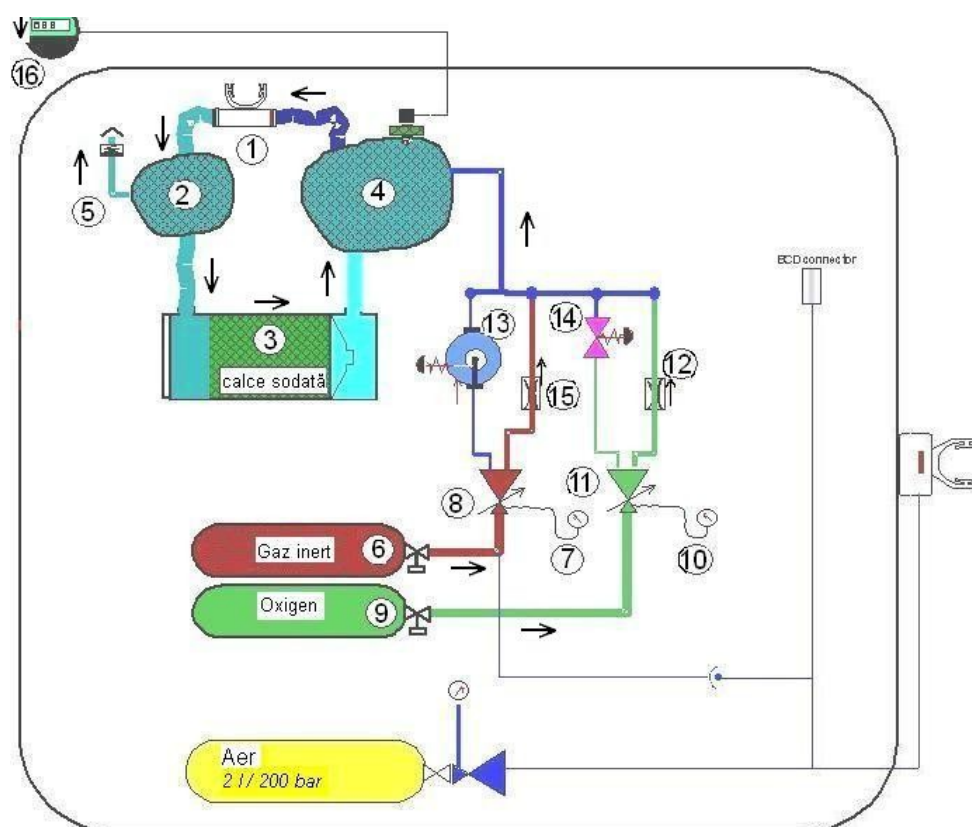 16
1
2
4
5
BCD connector
3
calce sodată
13
14
12
15
11
8
7
10
Gaz inert
6
Oxigen
9
Aer
2 l / 200 bar